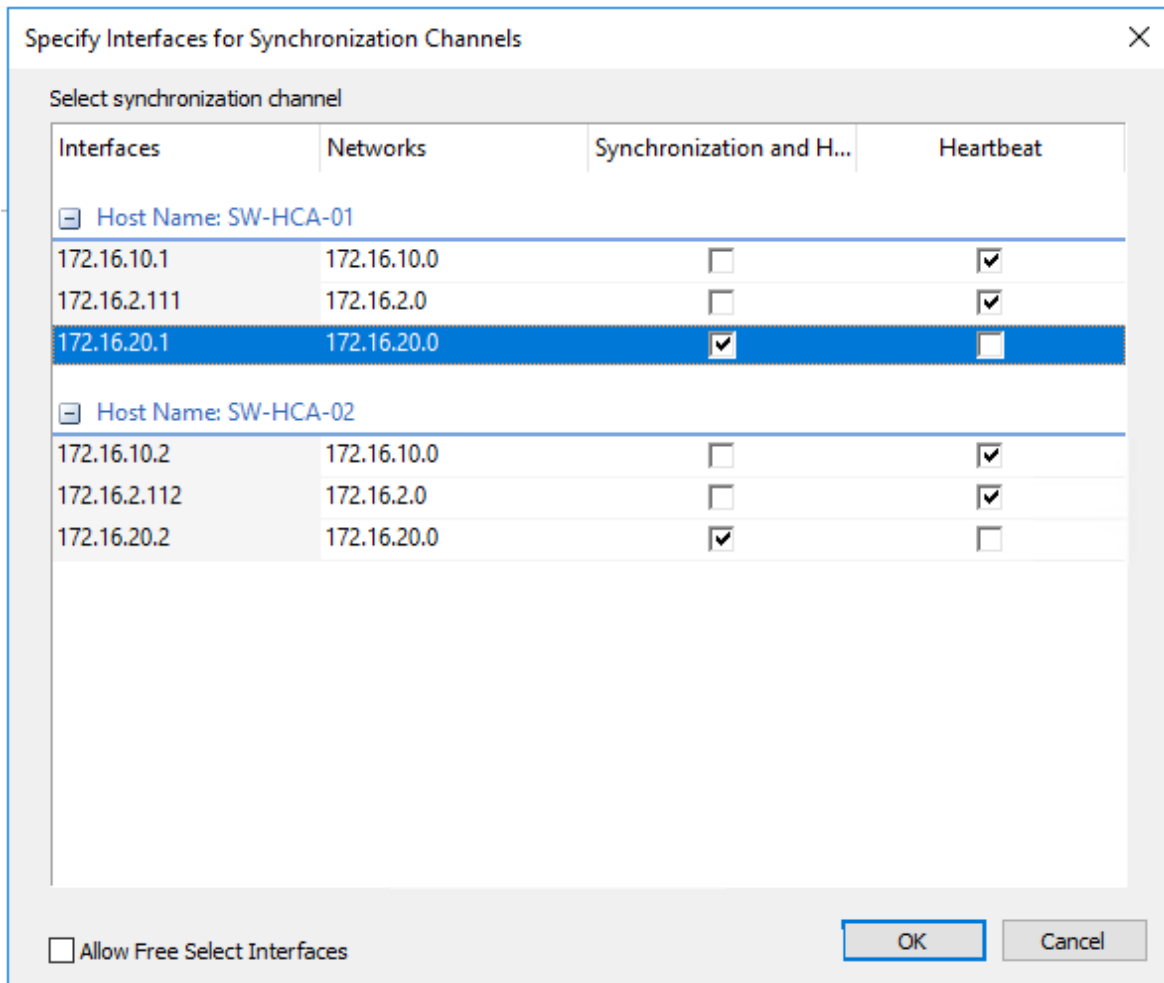 Specify Interfaces for Synchronization Channels
Select synchronization channel
Interfaces Networks Synchronization and H... Heartbeat
Host Name: SW-HCA-01
172.16.10.1 172.16.10.0
172.16.2.111 172.16.2.0
172.16.20.1 172.16.20.0
Host Name: SW-HCA-02
172.16.10.2 172.16.10.0
172.16.2.112 172.16.2.0
172.16.20.2 172.16.20.0
Allow Free Select Interfaces OK Cancel